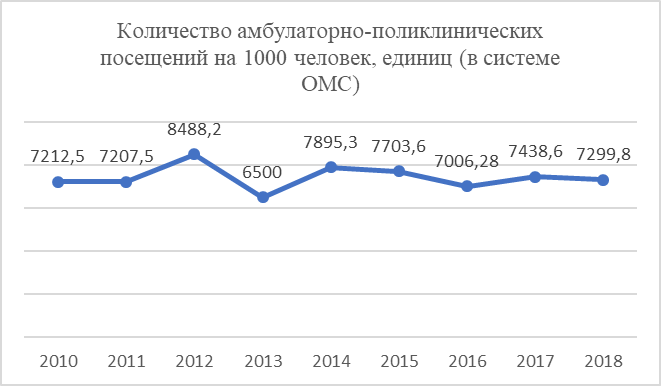 Количество амбулаторно-поликлинических
посещений на 1000 человек, единиц (в системе
ОМС)
7212,5 7207,5 8488,2 6500 7895,3 7703,6 7006,28 7438,6 7299,8
2010 2011 2012 2013 2014 2015 2016 2017 2018